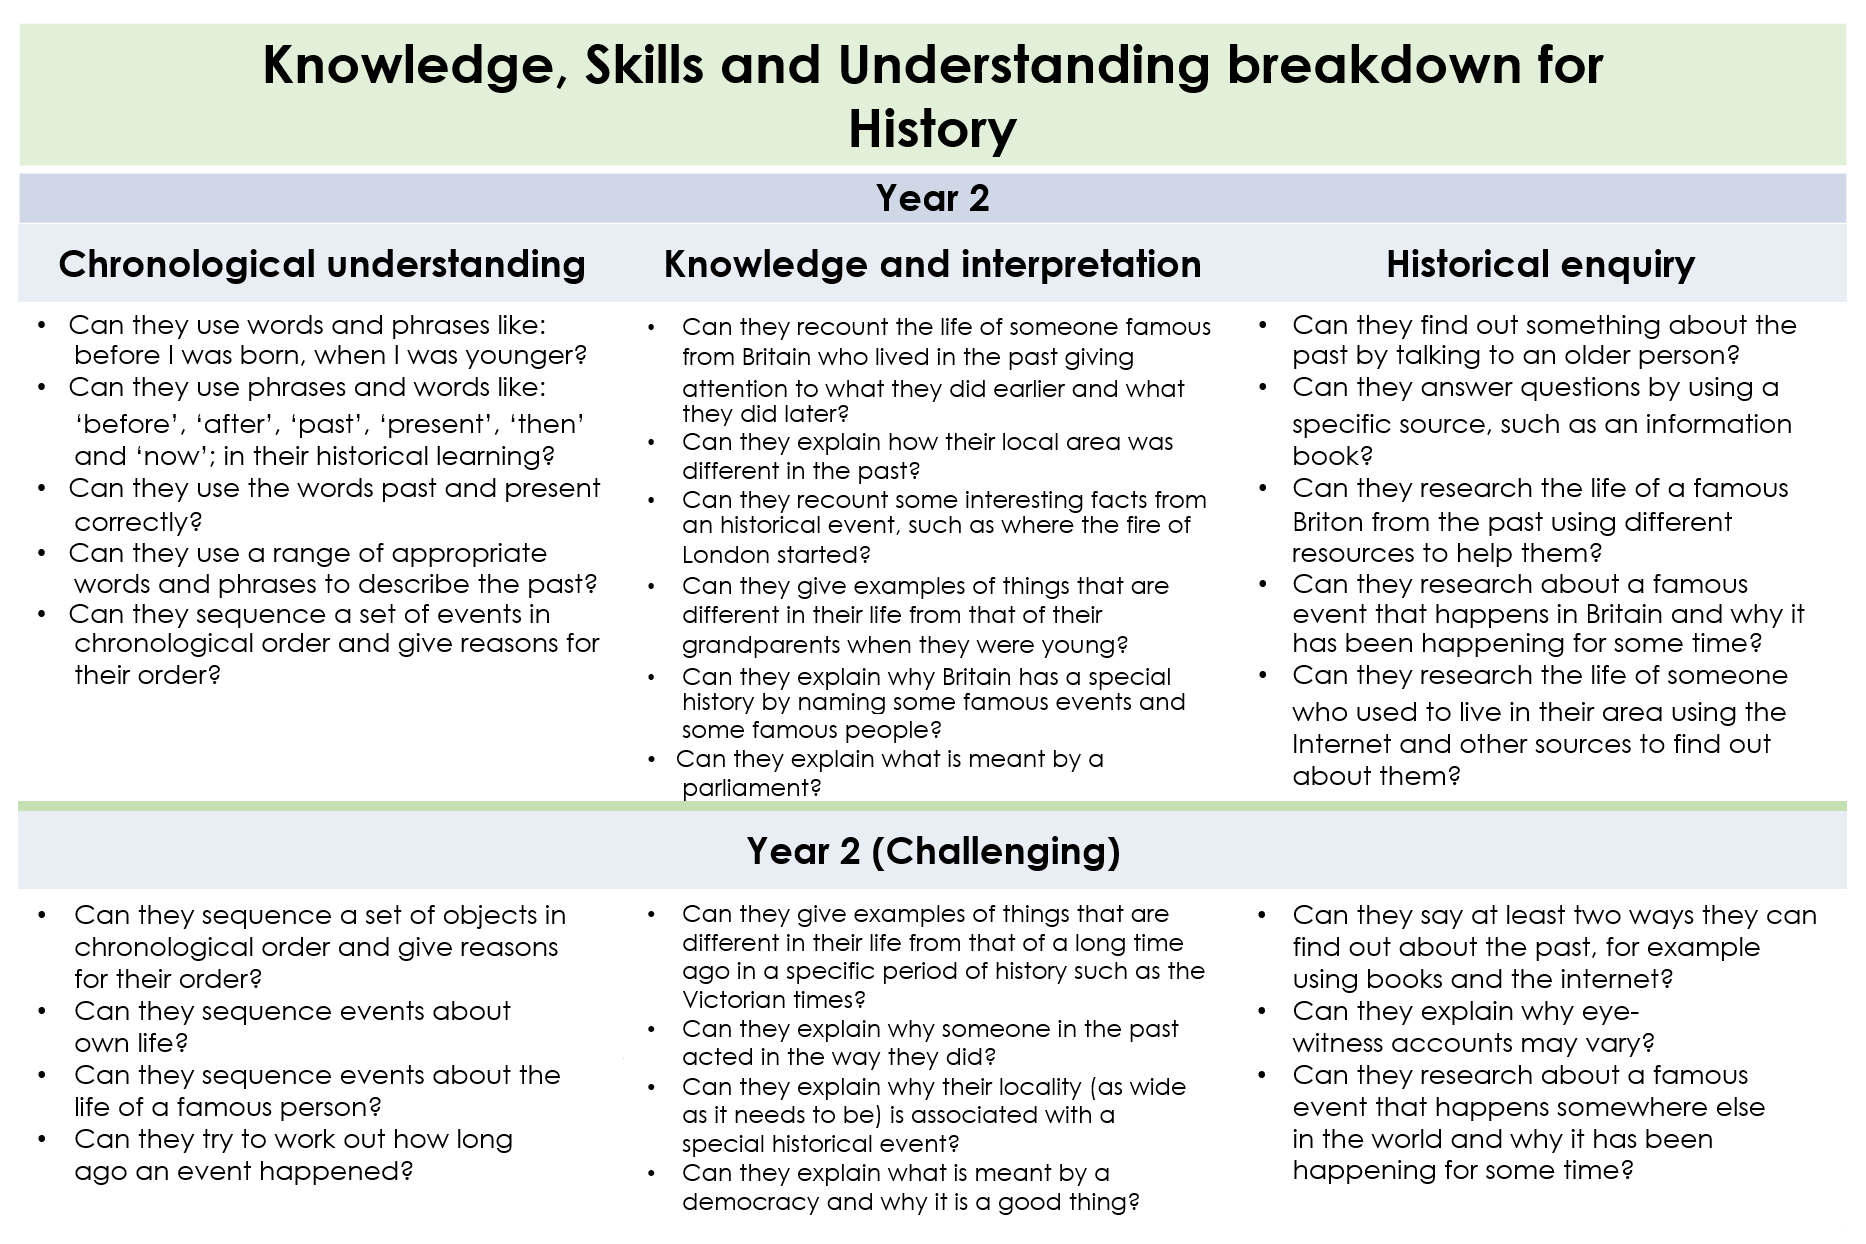 Knowledge, Skills and Understanding breakdown for
History
Year 2
Chronological understanding
• Can they use words and phrases like:
before I was born, when I was younger?
• Can they use phrases and words like:
‘before’, ‘after’, ‘past’, ‘present’, ‘then’
and ‘now’; in their historical learning?
• Can they use the words past and present
correctly?
• Can they use a range of appropriate
words and phrases to describe the past?
• Can they sequence a set of events in
chronological order and give reasons for
their order?
Knowledge and interpretation
• Can they recount the life of someone famous
from Britain who lived in the past giving
attention to what they did earlier and what
they did later?
• Can they explain how their local area was
different in the past?
• Can they recount some interesting facts from
an historical event, such as where the fire of
London started?
• Can they give examples of things that are
different in their life from that of their
grandparents when they were young?
• Can they explain why Britain has a special
history by naming some famous events and
some famous people?
• Can they explain what is meant by a
parliament?
Historical enquiry
• Can they find out something about the
past by talking to an older person?
• Can they answer questions by using a
specific source, such as an information
book?
• Can they research the life of a famous
Briton from the past using different
resources to help them?
• Can they research about a famous
event that happens in Britain and why it
has been happening for some time?
• Can they research the life of someone
who used to live in their area using the
Internet and other sources to find out
about them?
Year 2 (Challenging)
• Can they sequence a set of objects in
chronological order and give reasons
for their order?
• Can they sequence events about
own life?
• Can they sequence events about the
life of a famous person?
• Can they try to work out how long
ago an event happened?
• Can they give examples of things that are
different in their life from that of a long time
ago in a specific period of history such as the
Victorian times?
• Can they explain why someone in the past
acted in the way they did?
• Can they explain why their locality (as wide
as it needs to be) is associated with a
special historical event?
• Can they explain what is meant by a
democracy and why it is a good thing?
• Can they say at least two ways they can
find out about the past, for example
using books and the internet?
• Can they explain why eye-
witness accounts may vary?
• Can they research about a famous
event that happens somewhere else
in the world and why it has been
happening for some time?